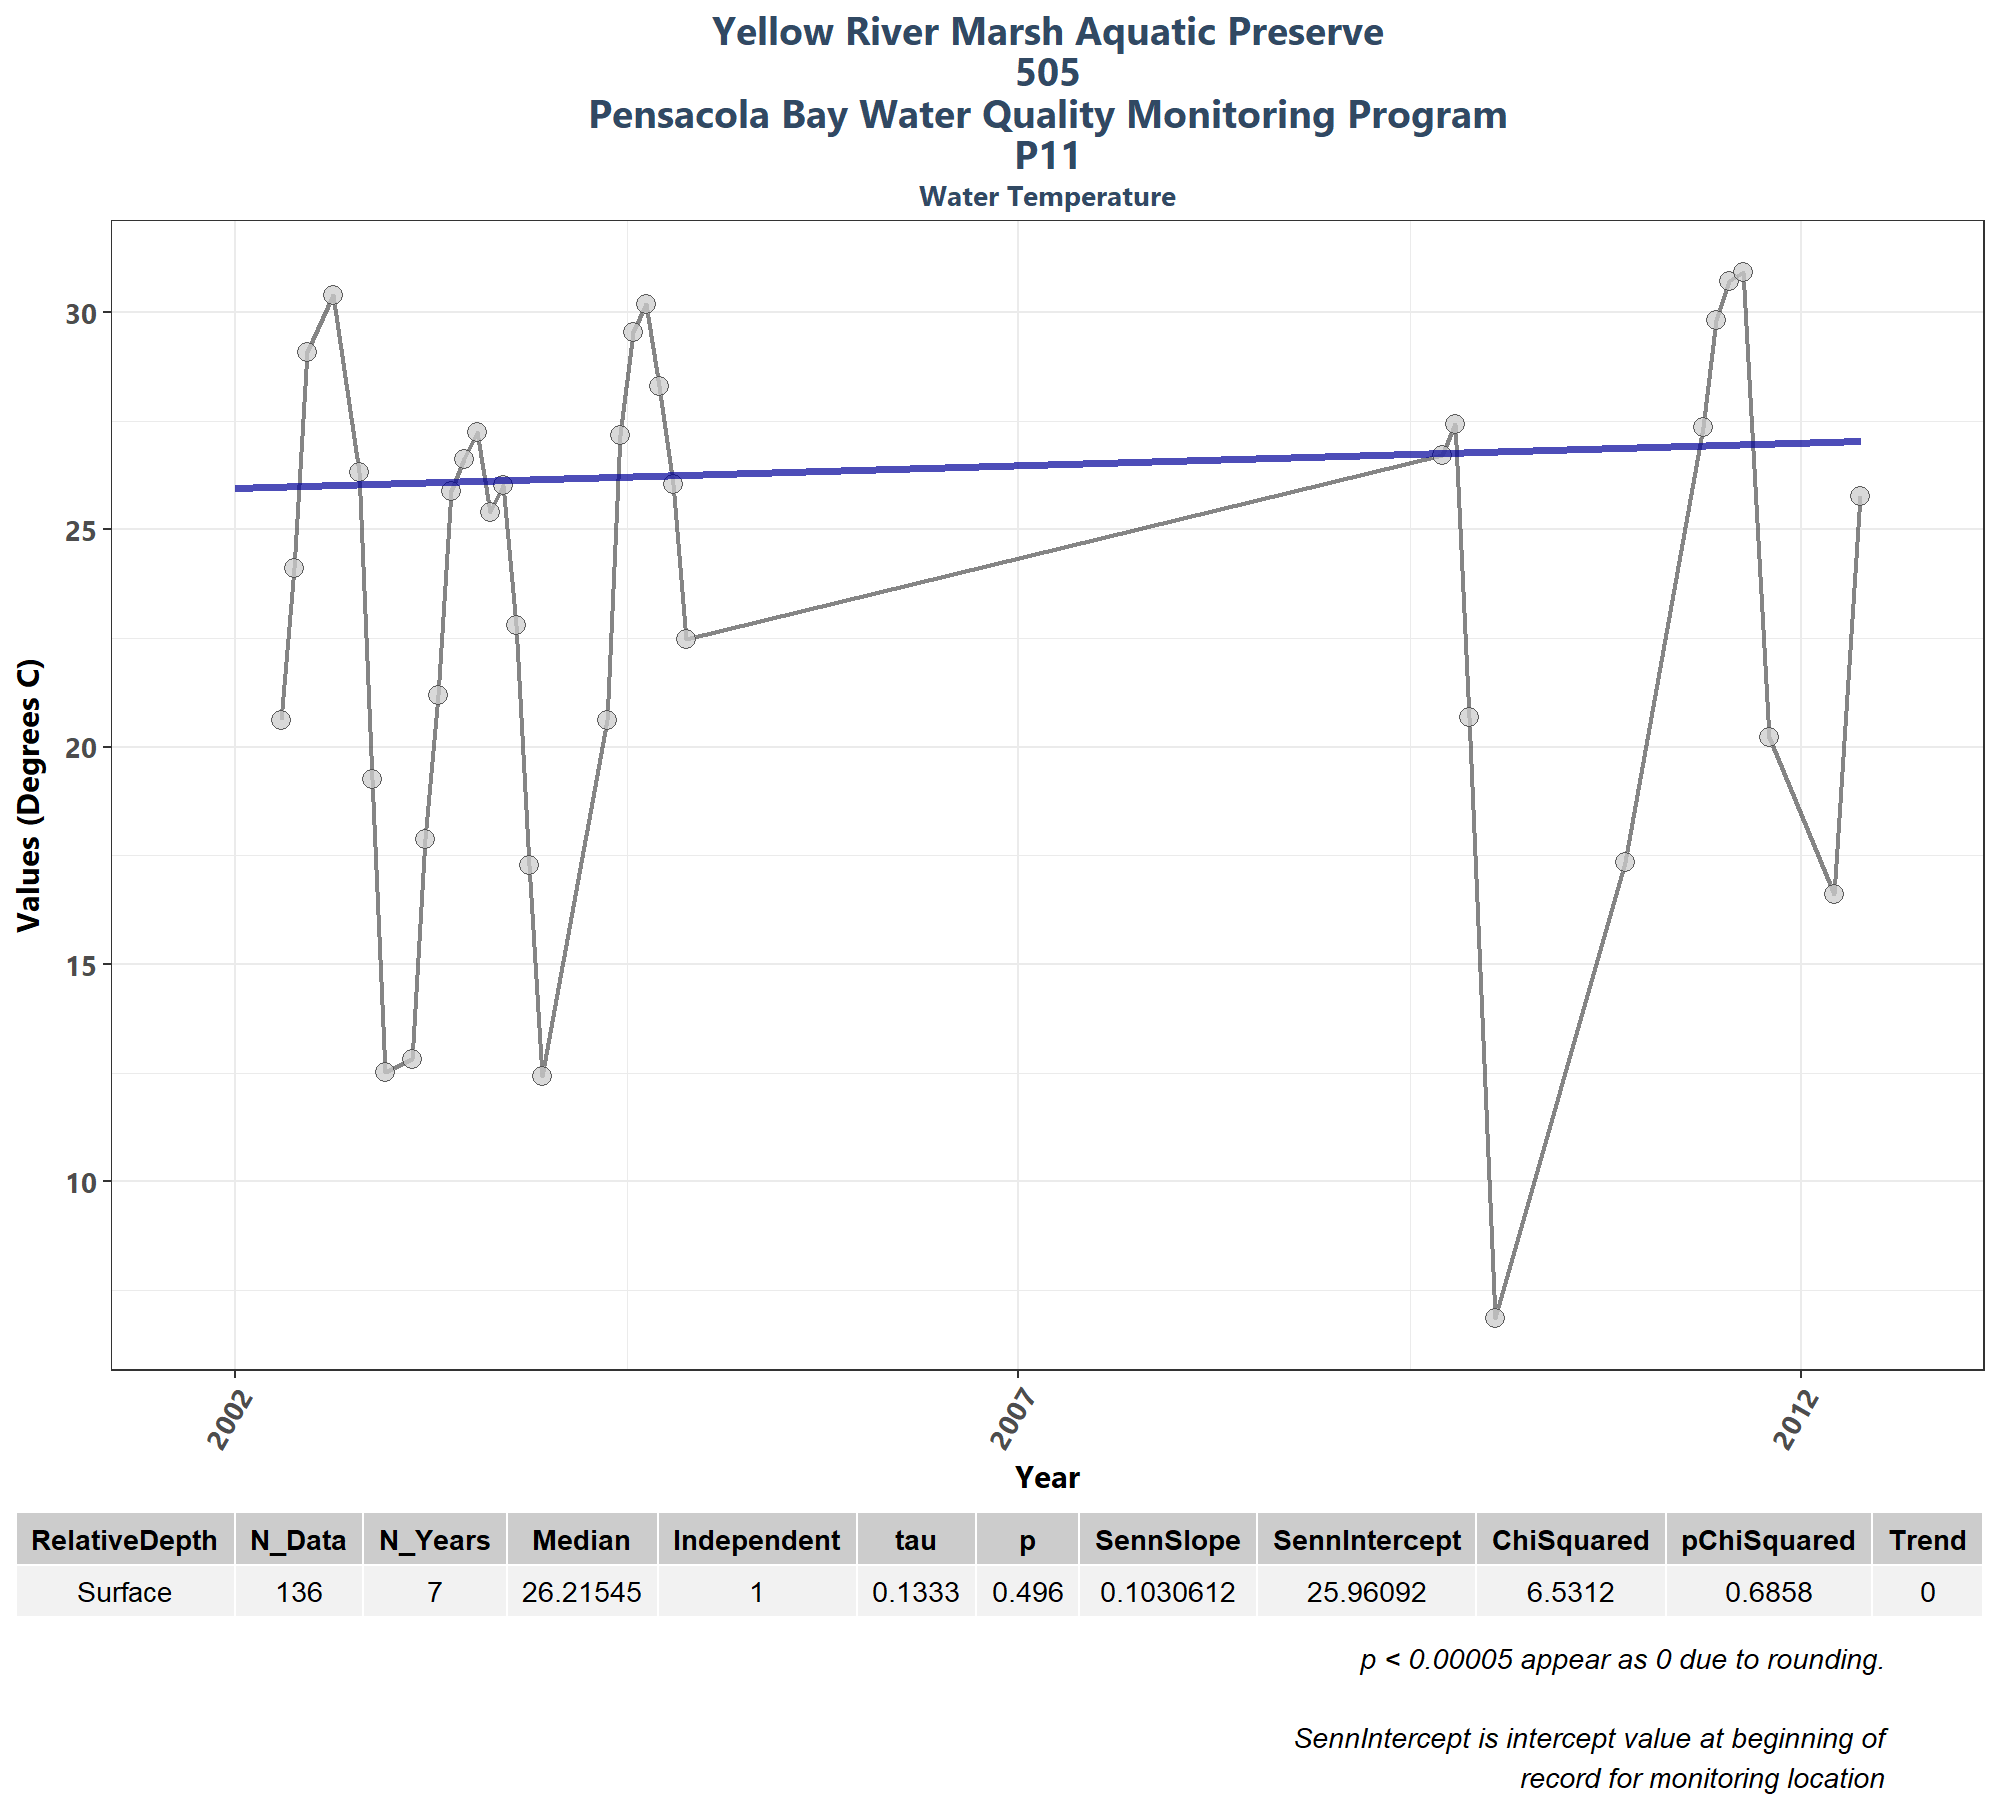 Yellow River Marsh Aquatic Preserve
505
Pensacola Bay Water Quality Monitoring Program
P11
Water Temperature
Values (Degrees C)
30
25
20
15
10
2002
2007
2012
Year
RelativeDepth N_Data N_Years Median Independent tau p SennSlope SennIntercept ChiSquared pChiSquared Trend
Surface 136 7 26.21545 1 0.1333 0.496 0.1030612 25.96092 6.5312 0.6858 0
p < 0.00005 appear as 0 due to rounding.
SennIntercept is intercept value at beginning of
record for monitoring location